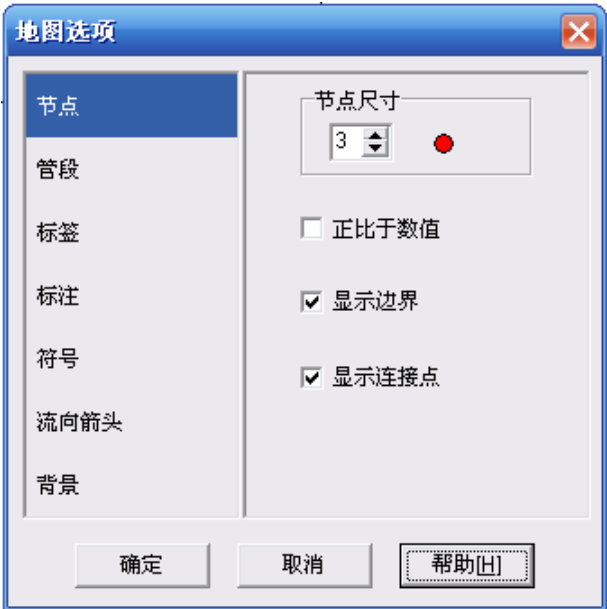 地图选项
节点
管段
标签
标注
符号
流向箭头
背景
节点尺寸
3
正比于数值
显示边界
显示连接点
确定
取消
帮助[H]